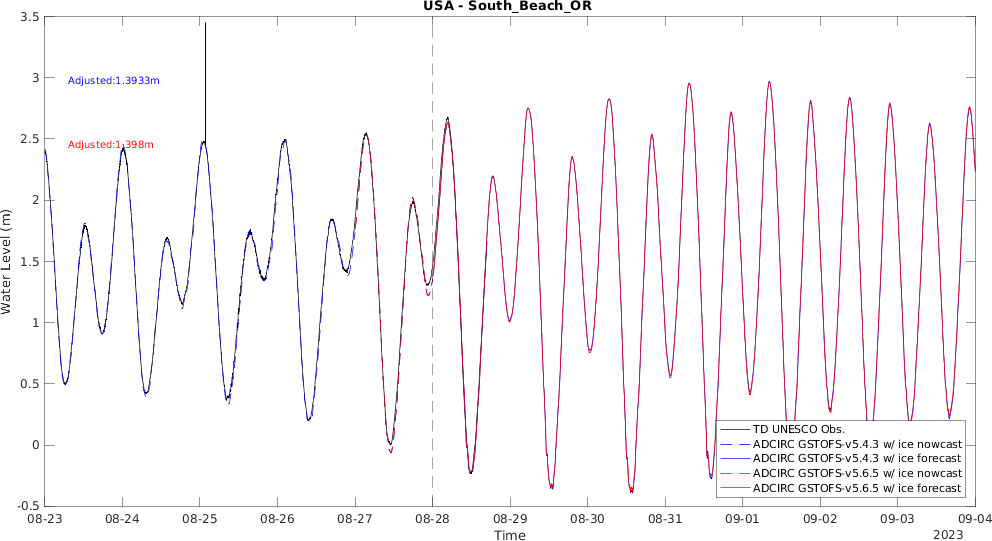 USA - South_Beach_OR
3.5
3
2.5
2
1.5
1
0.5
0
-0.5
Water Level (m)
Adjusted:1.3933m
Adjusted:1.398m
TD UNESCO Obs.
ADCIRC GSTOFS-v5.4.3 w/ ice nowcast
ADCIRC GSTOFS-v5.4.3 w/ ice forecast
ADCIRC GSTOFS-v5.6.5 w/ ice nowcast
ADCIRC GSTOFS-v5.6.5 w/ ice forecast
08-23 08-24 08-25 08-26 08-27 08-28 08-29 08-30 08-31 09-01 09-02 09-03 09-04
Time
2023